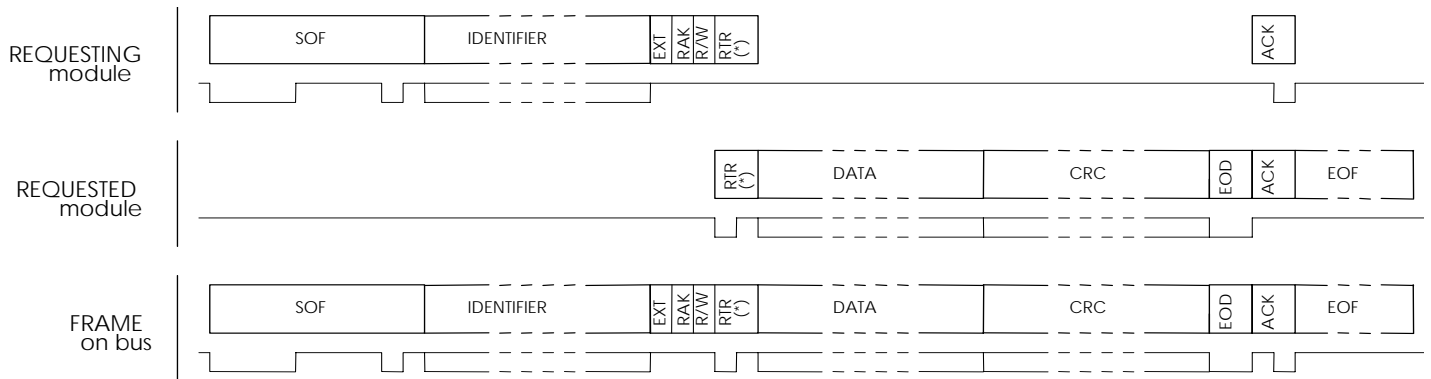 SOF IDENTIFIER EXT RAK R/W RTR (*) ACK
REQUESTING
module
RTR (*) DATA CRC EOD ACK EOF
REQUESTED
module
SOF IDENTIFIER EXT RAK R/W RTR (*) DATA CRC EOD ACK EOF
FRAME
on bus